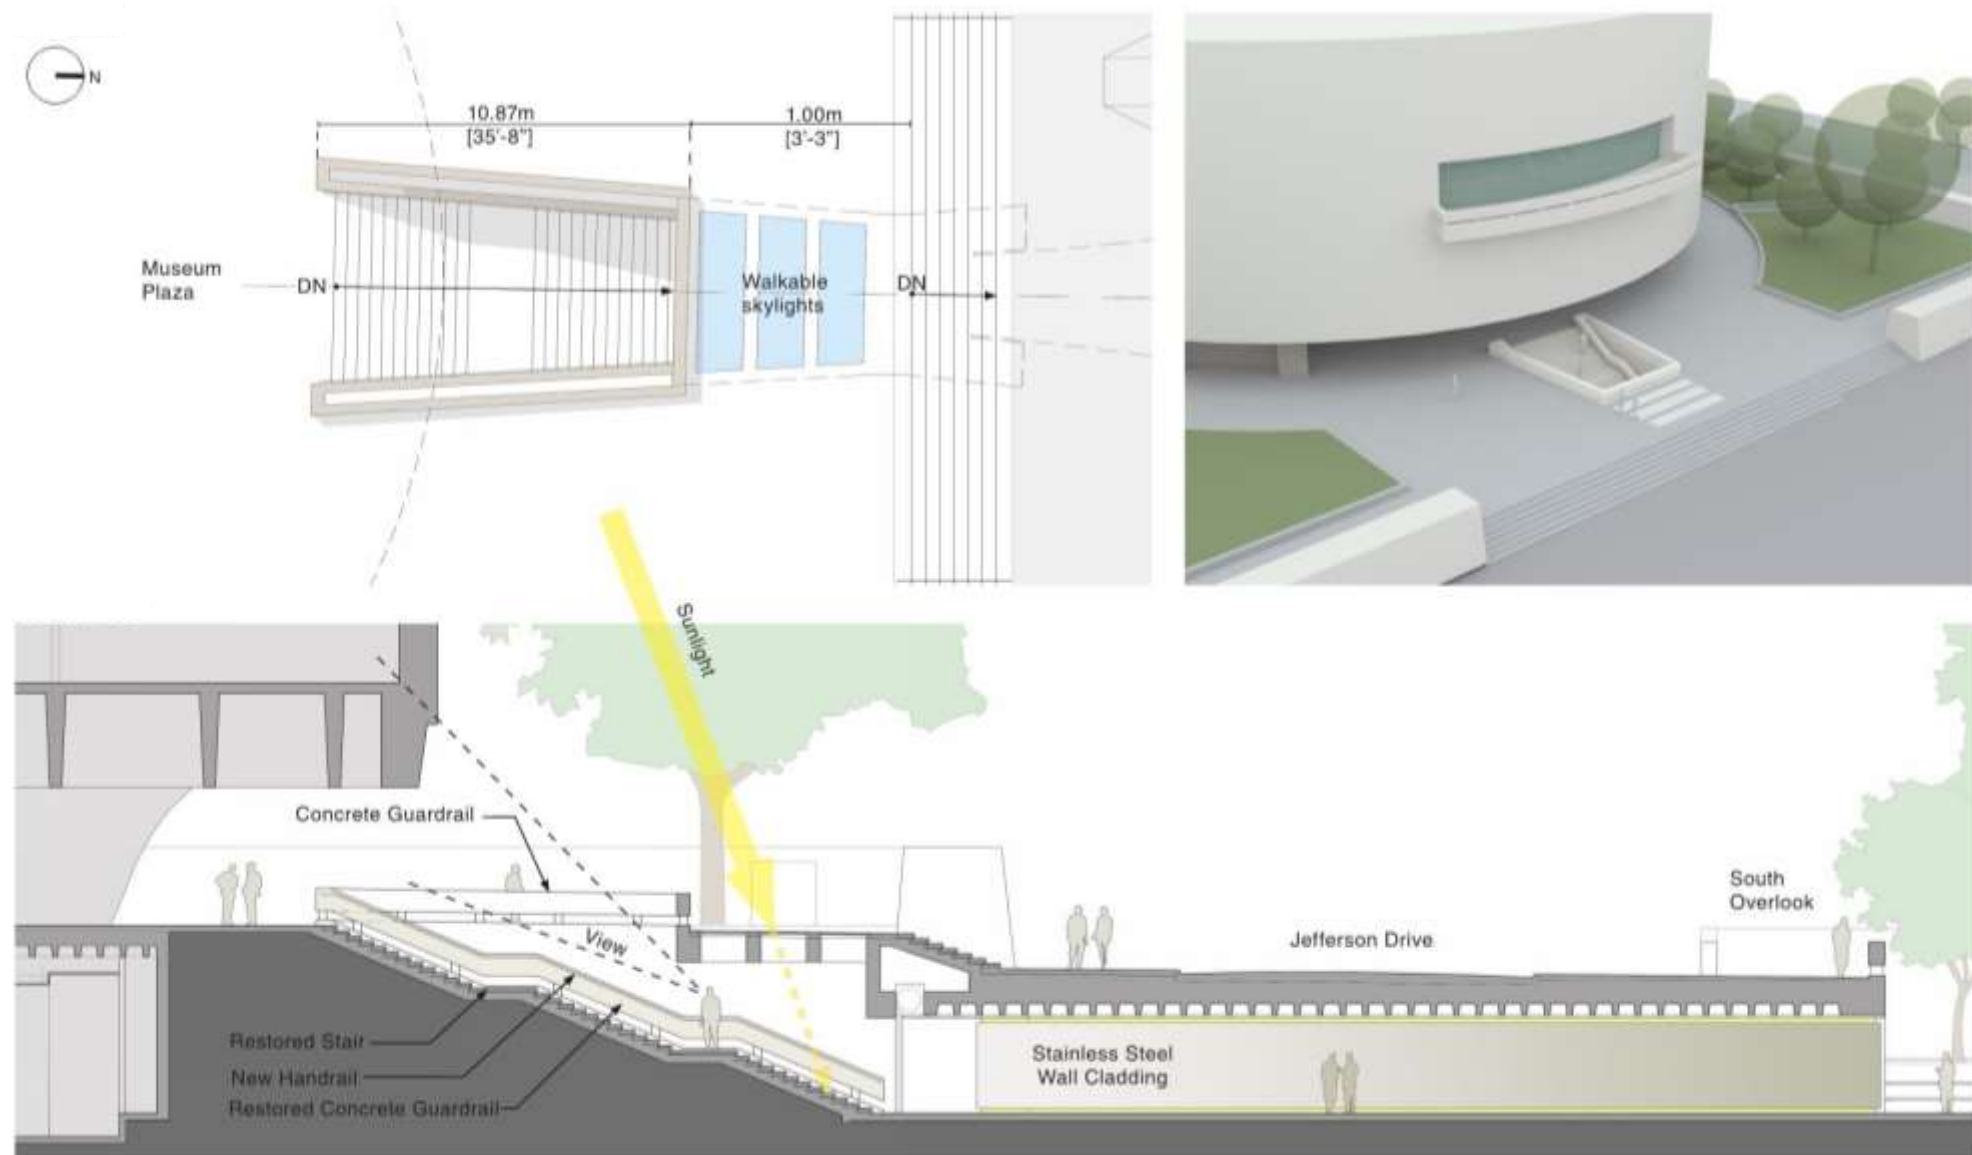 N
10.87m
[35'-8"]
1.00m
[3'-3"]
Museum
Plaza
DN
Walkable
skylights
DN
Sunlight
Concrete Guardrail
View
South
Overlook
Jefferson Drive
Restored Stair
New Handrail
Restored Concrete Guardrail
Stainless Steel
Wall Cladding